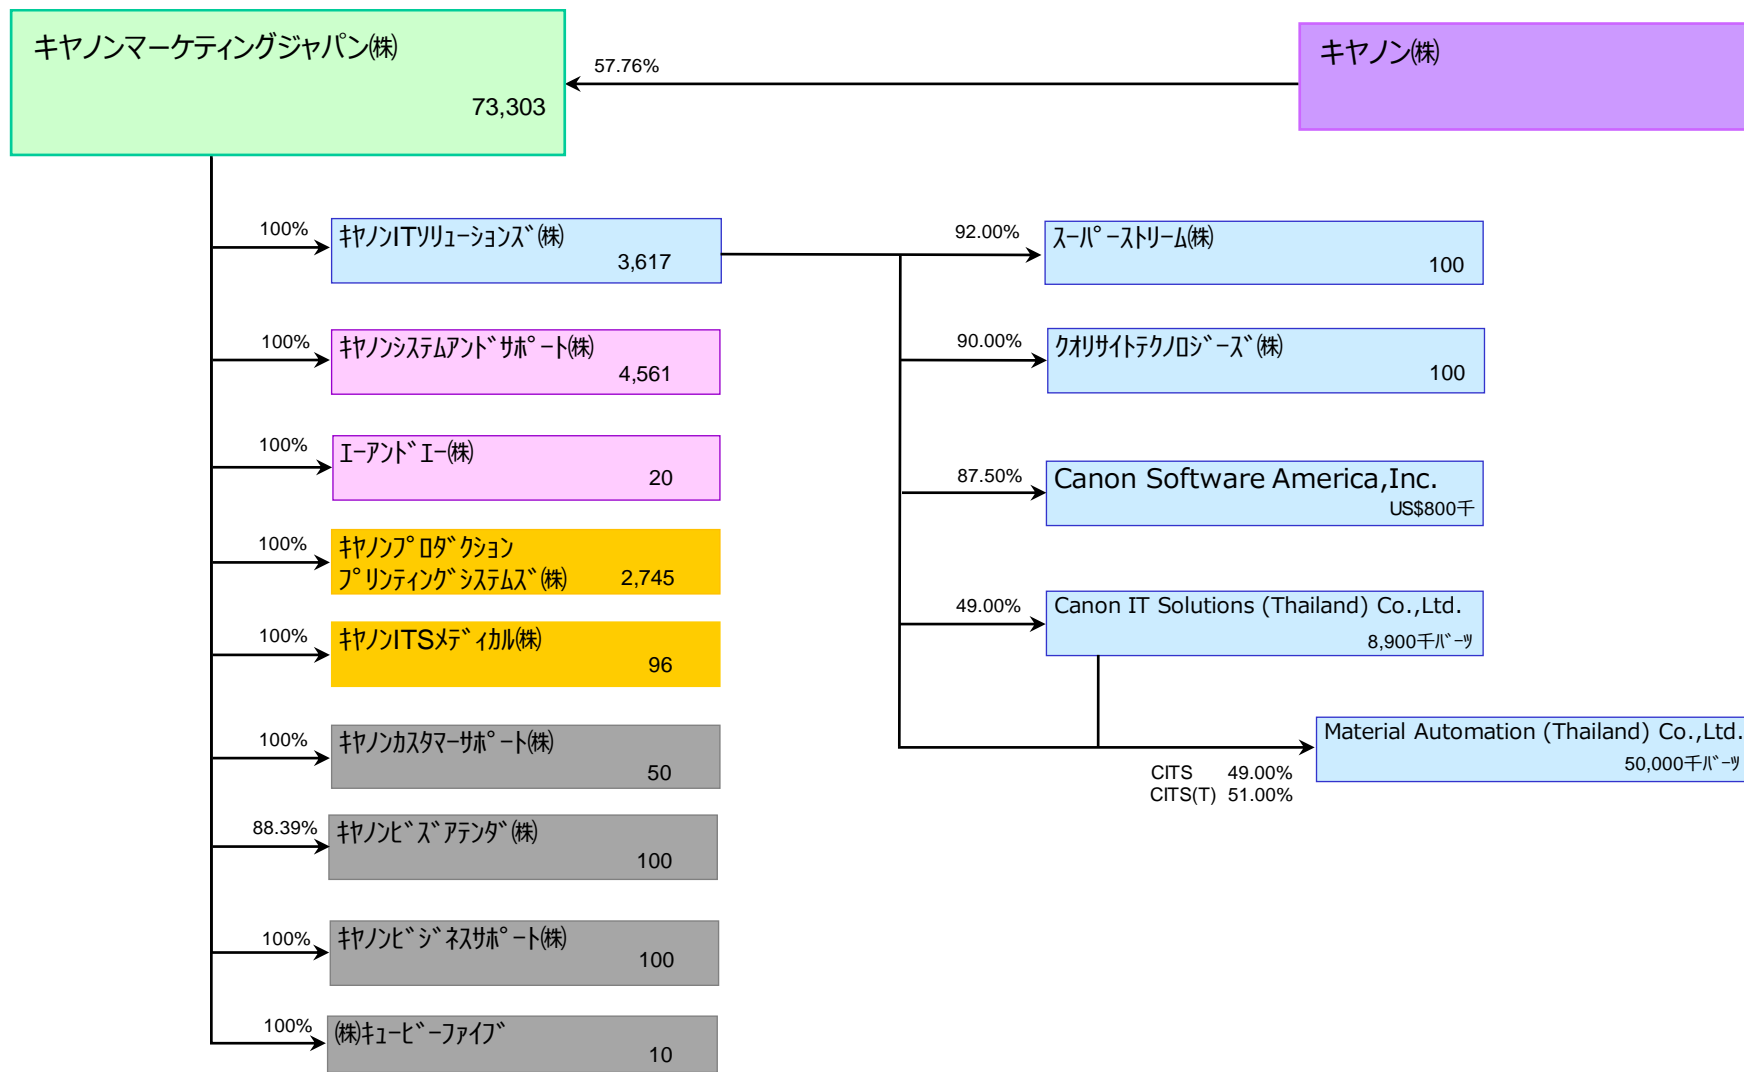 キヤノンマーケティングジャパン㈱
73,303
57.76%
キヤノン㈱
100%
ｷﾔﾉﾝITｿﾘｭｰｼｮﾝｽﾞ㈱
3,617
92.00%
ｽｰﾊﾟｰｽﾄﾘｰﾑ㈱
100
100%
ｷﾔﾉﾝｼｽﾃﾑｱﾝﾄﾞｻﾎﾟｰﾄ㈱
4,561
90.00%
ｸｵﾘｻｲﾄﾃｸﾉﾛｼﾞｰｽﾞ㈱
100
100%
ｴｰｱﾝﾄﾞｴｰ㈱
20
87.50%
Canon Software America,Inc.
US$800千
100%
ｷﾔﾉﾝﾌﾟﾛﾀﾞｸｼｮﾝ
ﾌﾟﾘﾝﾃｨﾝｸﾞｼｽﾃﾑｽﾞ㈱ 2,745
49.00%
Canon IT Solutions (Thailand) Co.,Ltd.
8,900千ﾊﾞｰﾂ
100%
ｷﾔﾉﾝITSﾒﾃﾞｨｶﾙ㈱
96
100%
ｷﾔﾉﾝｶｽﾀﾏｰｻﾎﾟｰﾄ㈱
50
Material Automation (Thailand) Co.,Ltd.
50,000千ﾊﾞｰﾂ
CITS 49.00%
CITS(T) 51.00%
88.39%
ｷﾔﾉﾝﾋﾞｽﾞｱﾃﾝﾀﾞ㈱
100
100%
ｷﾔﾉﾝﾋﾞｼﾞﾈｽｻﾎﾟｰﾄ㈱
100
100%
㈱ｷｭｰﾋﾞｰﾌｧｲﾌﾞ
10